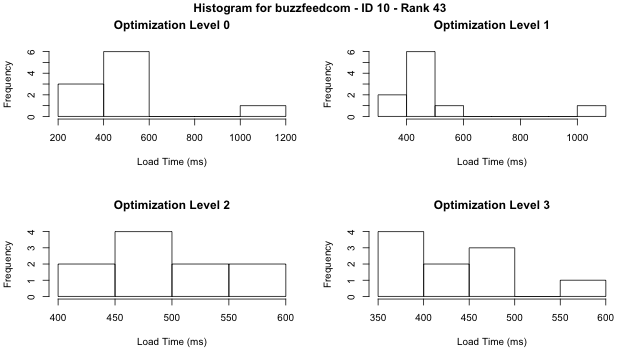 Histogram for buzzfeedcom - ID 10 - Rank 43
Optimization Level 0
Frequency
0 2 4 6
200 400 600 800 1000 1200
Load Time (ms)
Optimization Level 1
Frequency
0 2 4 6
400 600 800 1000
Load Time (ms)
Optimization Level 2
Frequency
0 1 2 3 4
400 450 500 550 600
Load Time (ms)
Optimization Level 3
Frequency
0 1 2 3 4
350 400 450 500 550 600
Load Time (ms)